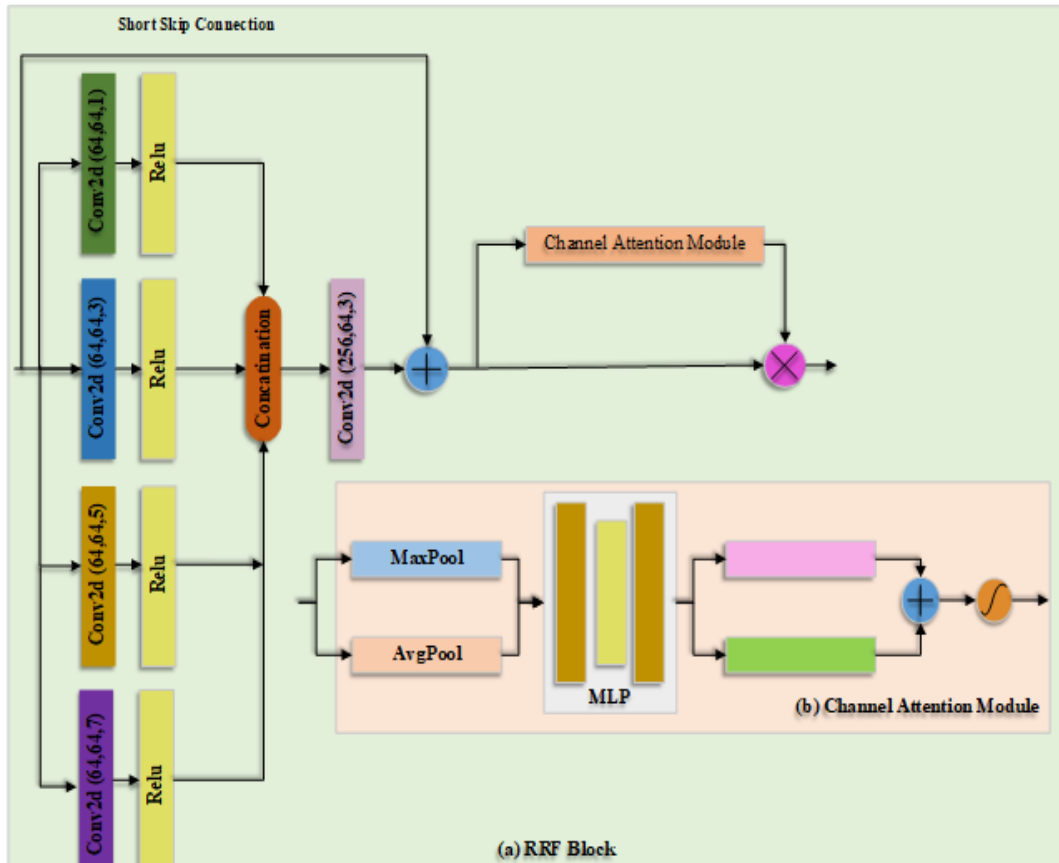 Short Skip Connection
Conv2d (64,64,1)
Relu
Conv2d (64,64,3)
Relu
Conv2d (64,64,5)
Relu
Conv2d (64,64,7)
Relu
Concatination
Conv2d (256,64,3)
Channel Attention Module
MaxPool
AvgPool
MLP
(b) Channel Attention Module
(a) RRF Block